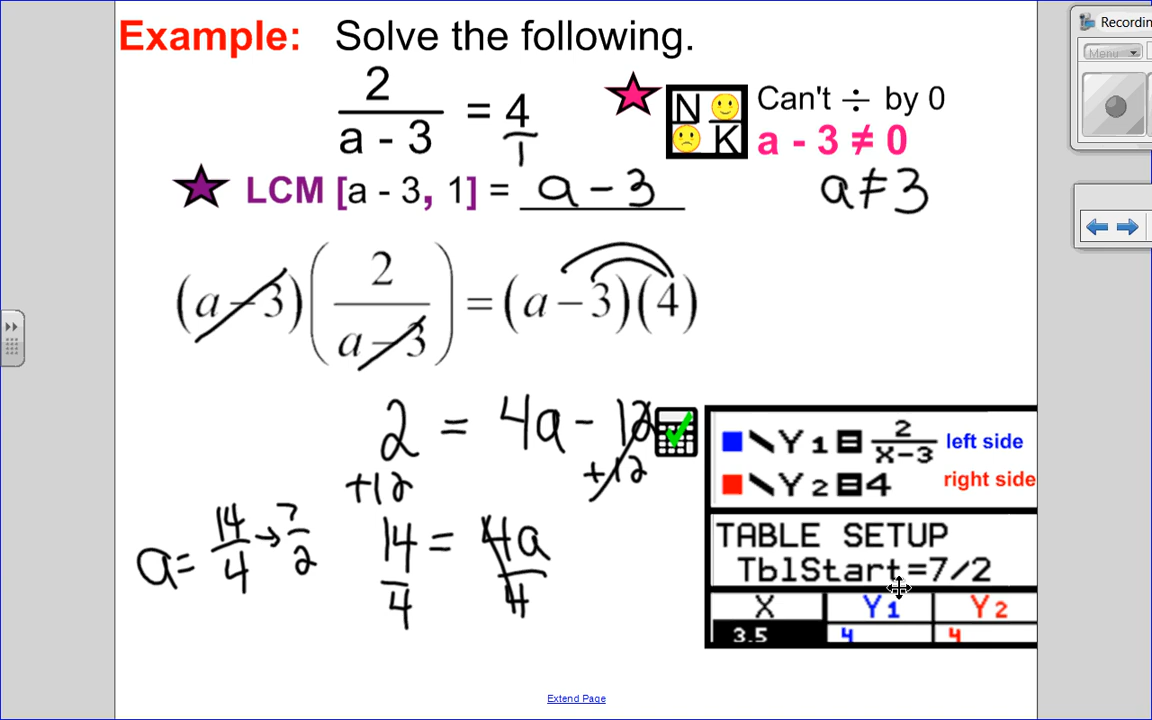 Example: Solve the following.
2/(a - 3) = 4/1
N K Can't ÷ by 0
a - 3 ≠ 0
a ≠ 3
LCM [a - 3, 1] = a - 3
(a - 3)(2/(a - 3)) = (a - 3)(4)
2 = 4a - 12
+12 +12
14/4 = 4a/4
a = 14/4 → 7/2
\Y1=2/(X-3) left side
\Y2=4 right side
TABLE SETUP
TblStart=7/2
X Y1 Y2
3.5 4 4
Extend Page
Recordin
Menu